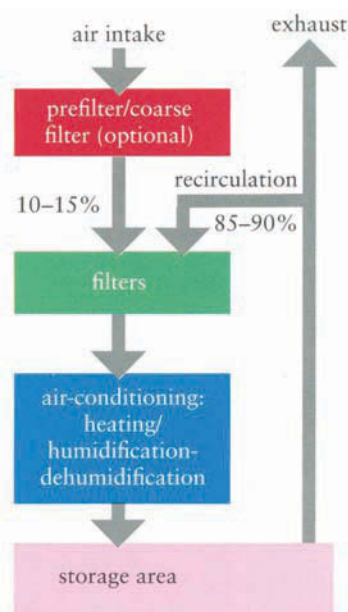 air intake
exhaust
prefilter/coarse
filter (optional)
recirculation
10–15%
85–90%
filters
air-conditioning:
heating/
humidification-
dehumidification
storage area